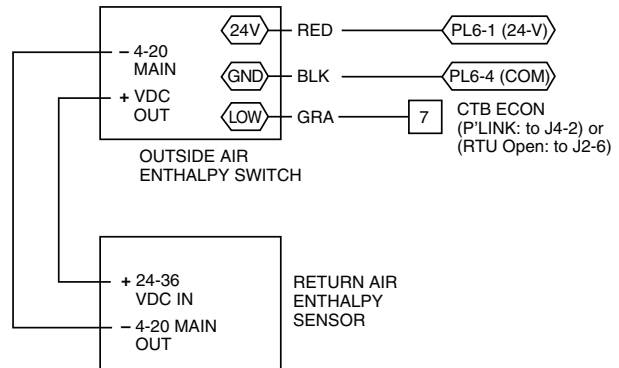 24V RED PL6-1 (24-V)
– 4-20
MAIN
GND BLK PL6-4 (COM)
+ VDC
OUT
LOW GRA 7 CTB ECON
(P'LINK: to J4-2) or
(RTU Open: to J2-6)
OUTSIDE AIR
ENTHALPY SWITCH
+ 24-36
VDC IN
– 4-20 MAIN
OUT
RETURN AIR
ENTHALPY
SENSOR